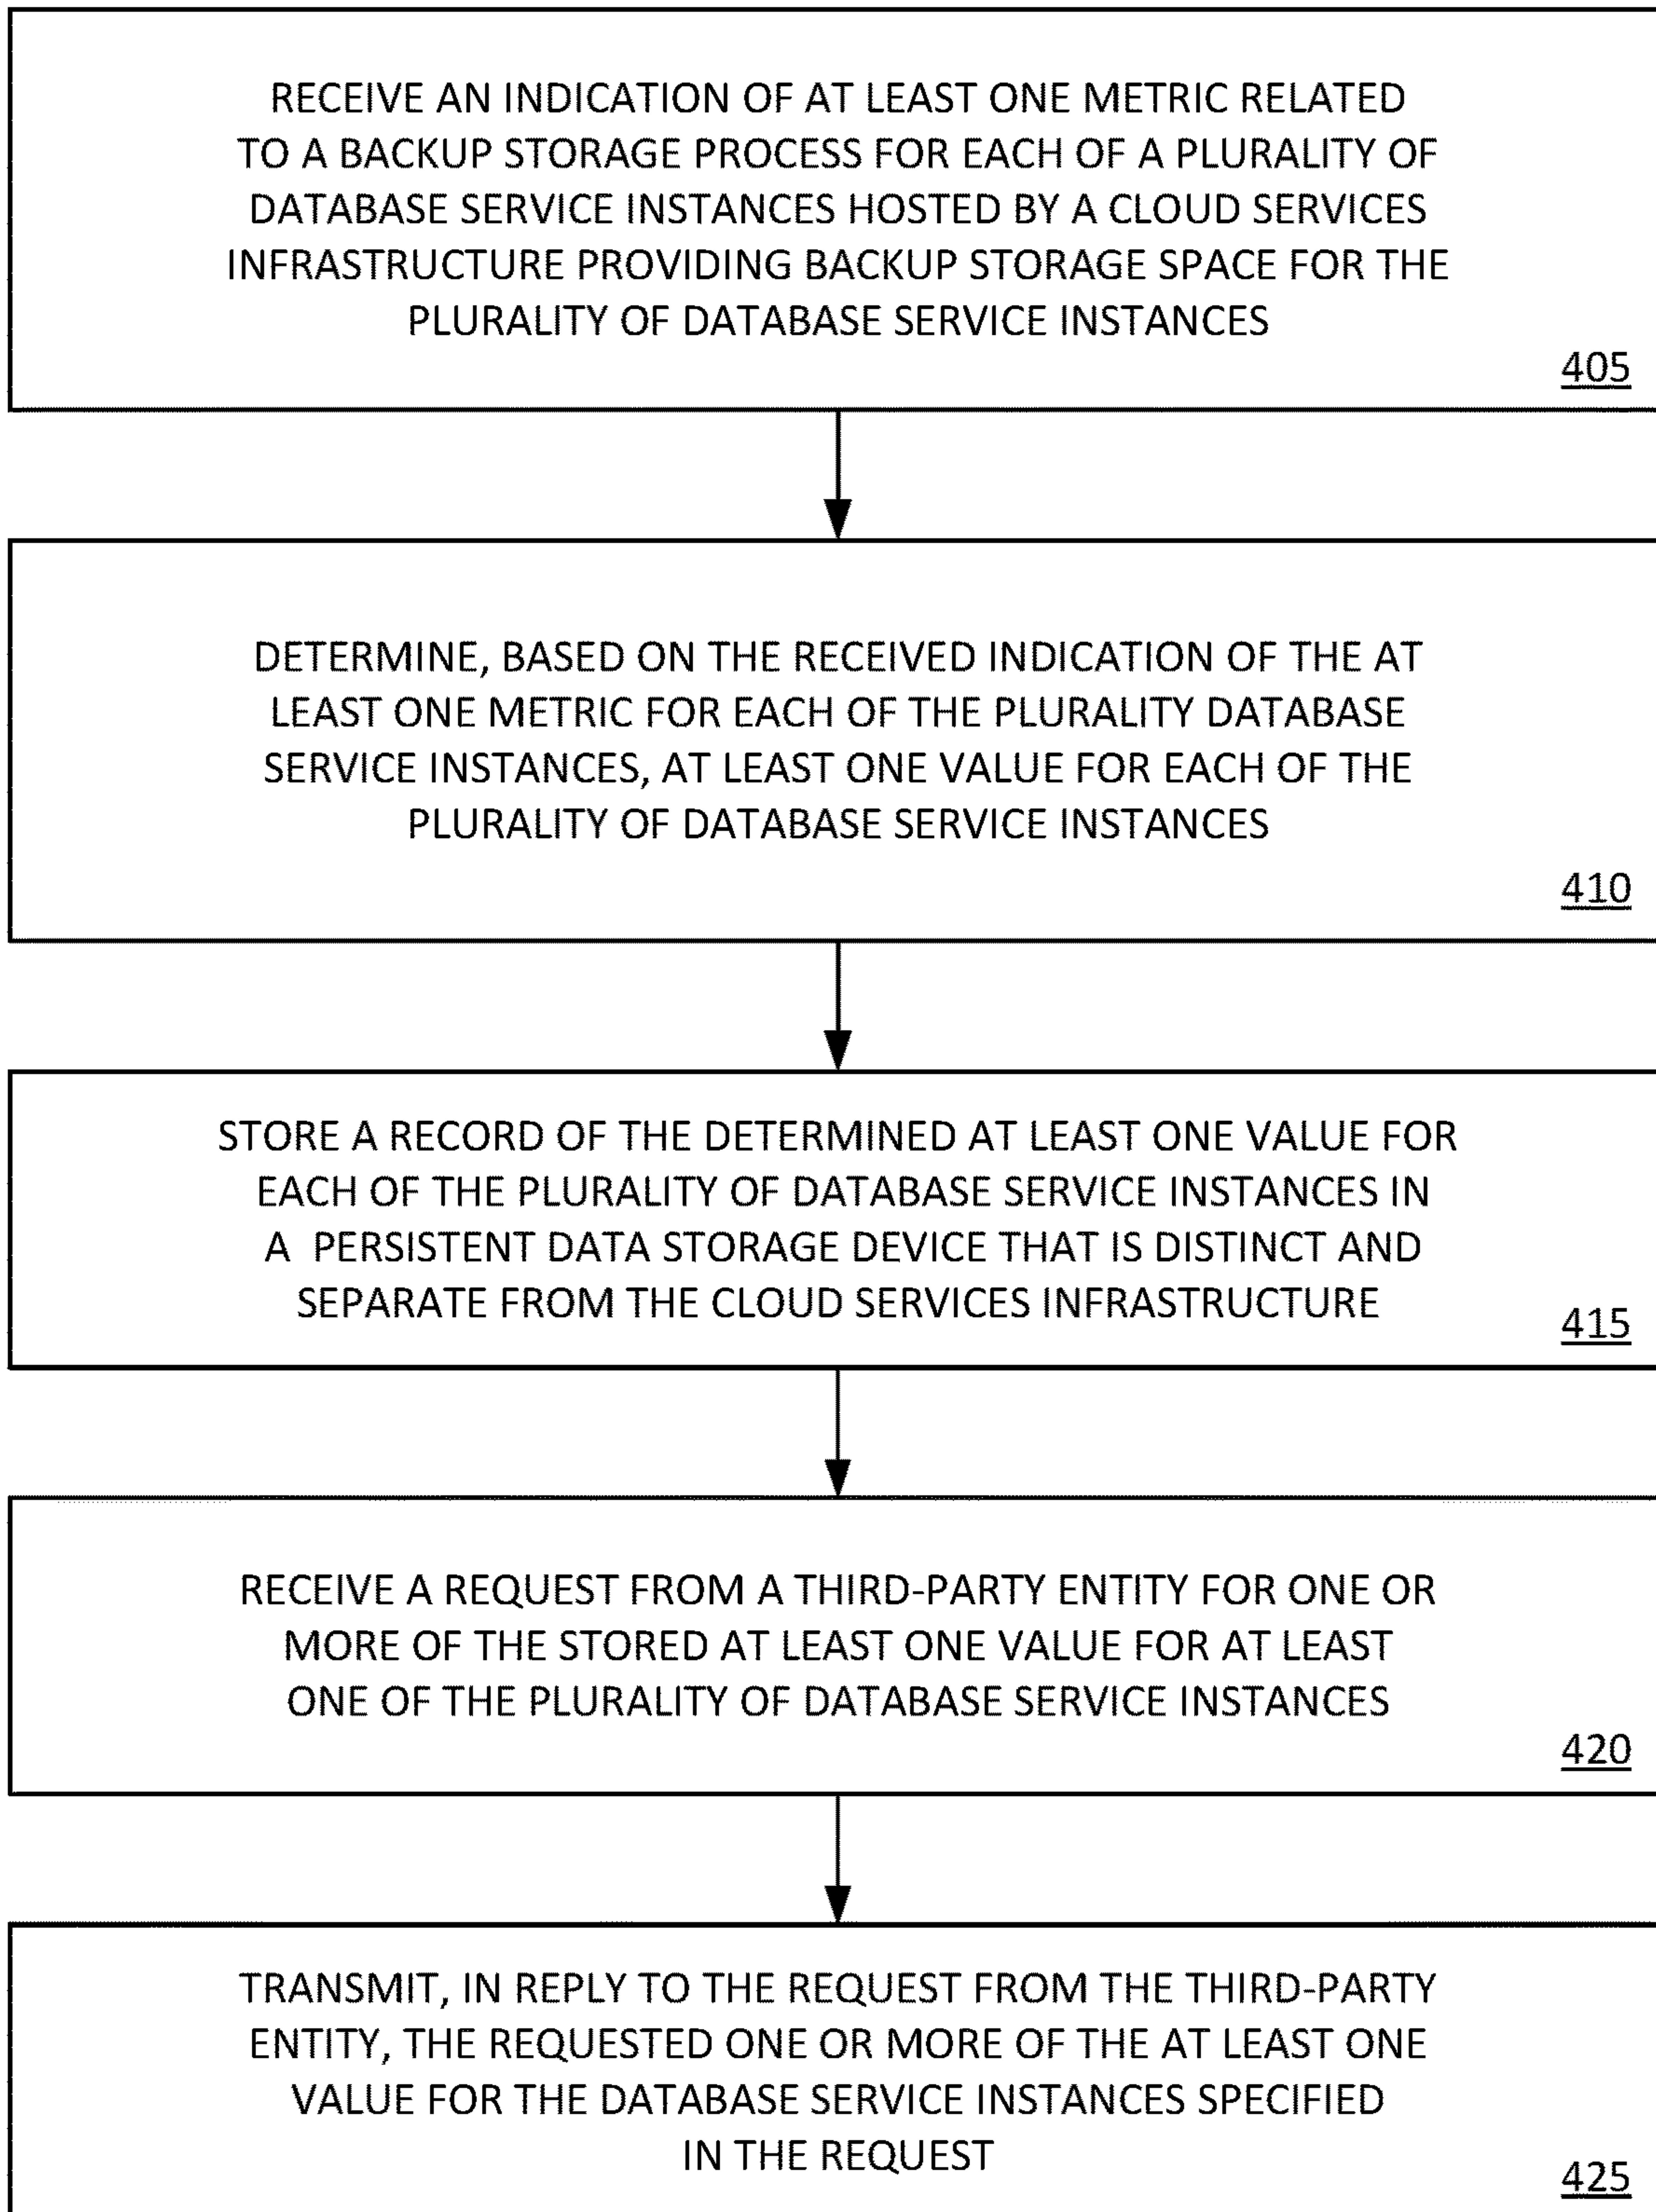 RECEIVE AN INDICATION OF AT LEAST ONE METRIC RELATED
TO A BACKUP STORAGE PROCESS FOR EACH OF A PLURALITY OF
DATABASE SERVICE INSTANCES HOSTED BY A CLOUD SERVICES
INFRASTRUCTURE PROVIDING BACKUP STORAGE SPACE FOR THE
PLURALITY OF DATABASE SERVICE INSTANCES
405
DETERMINE, BASED ON THE RECEIVED INDICATION OF THE AT
LEAST ONE METRIC FOR EACH OF THE PLURALITY DATABASE
SERVICE INSTANCES, AT LEAST ONE VALUE FOR EACH OF THE
PLURALITY OF DATABASE SERVICE INSTANCES
410
STORE A RECORD OF THE DETERMINED AT LEAST ONE VALUE FOR
EACH OF THE PLURALITY OF DATABASE SERVICE INSTANCES IN
A PERSISTENT DATA STORAGE DEVICE THAT IS DISTINCT AND
SEPARATE FROM THE CLOUD SERVICES INFRASTRUCTURE
415
RECEIVE A REQUEST FROM A THIRD-PARTY ENTITY FOR ONE OR
MORE OF THE STORED AT LEAST ONE VALUE FOR AT LEAST
ONE OF THE PLURALITY OF DATABASE SERVICE INSTANCES
420
TRANSMIT, IN REPLY TO THE REQUEST FROM THE THIRD-PARTY
ENTITY, THE REQUESTED ONE OR MORE OF THE AT LEAST ONE
VALUE FOR THE DATABASE SERVICE INSTANCES SPECIFIED
IN THE REQUEST
425